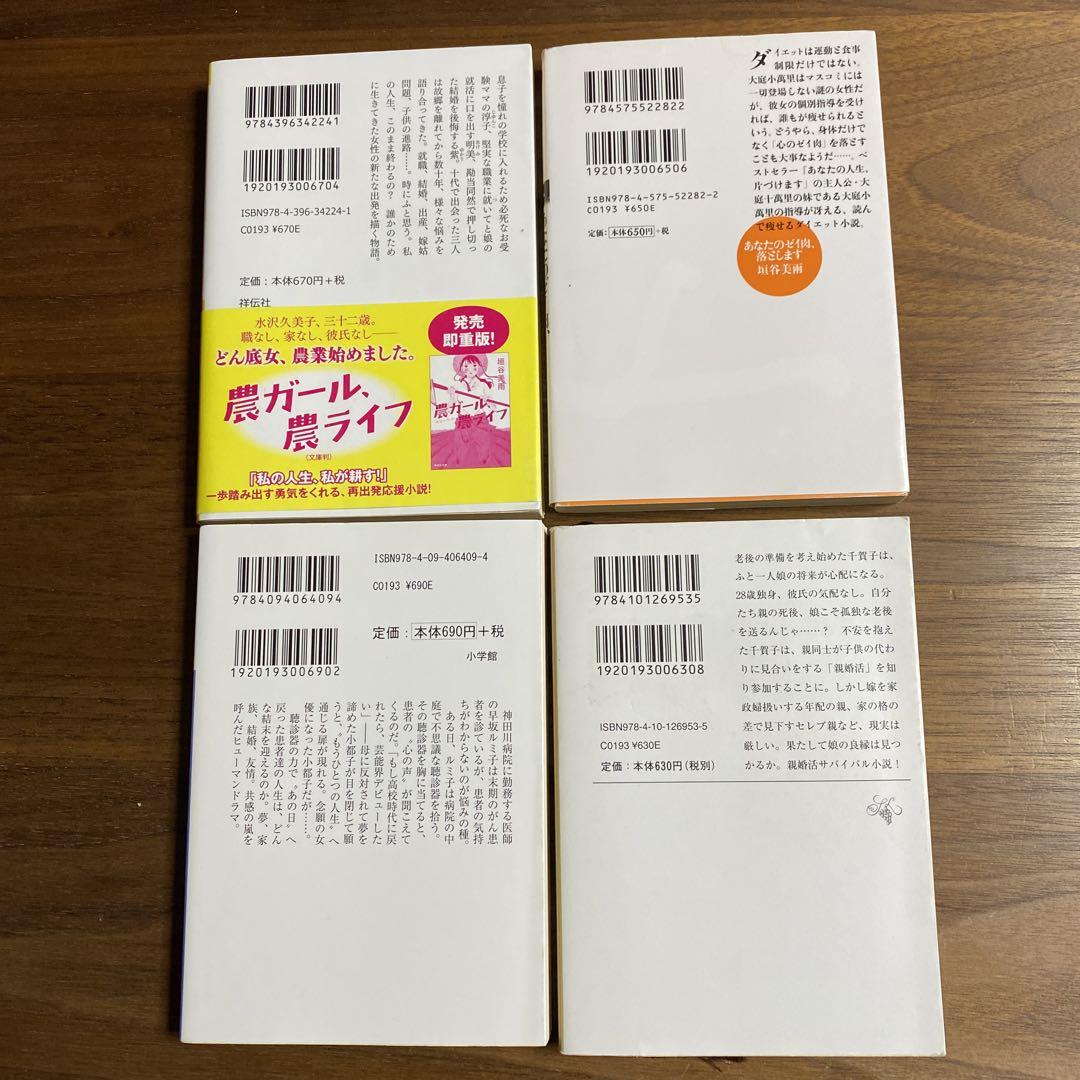 9784396342241
1920193006704
ISBN978-4-396-34224-1
C0193 ¥670E
定価：本体670円+税
祥伝社
息子を憧れの学校に入れるため必死なお受
験ママの淳子、堅実な職業に就いてと娘の
就活に口を出す明美、勘当同然で押し切っ
た結婚を後悔する紫。十代で出会った三人
は故郷を離れてから数十年、様々な悩みを
語り合ってきた。就職、結婚、出産、嫁姑
問題、子供の進路……。時にふと思う。私
の人生、このまま終わるの？ 誰かのため
に生きてきた女性の新たな出発を描く物語。
水沢久美子、三十二歳。
職なし、家なし、彼氏なし──
どん底女、農業始めました。
農ガール、
農ライフ
（文庫判）
発売
即重版！
垣谷美雨
農ガール、
農ライフ
「私の人生、私が耕す！」
一歩踏み出す勇気をくれる、再出発応援小説！
9784575522822
1920193006506
ISBN978-4-575-52282-2
C0193 ¥650E
定価：本体650円+税
ダイエットは運動と食事
制限だけではない。
大庭小萬里はマスコミには
一切登場しない謎の女性だ
が、彼女の個別指導を受け
れば、誰もが痩せられると
いう。どうやら、身体だけで
なく「心のゼイ肉」を落とす
ことも大事なようだ……。ベ
ストセラー『あなたの人生、
片づけます』の主人公・大
庭十萬里の妹である大庭小
萬里の指導が冴える、読ん
で痩せるダイエット小説。
あなたのゼイ肉、
落とします
垣谷美雨
9784094064094
1920193006902
ISBN978-4-09-406409-4
C0193 ¥690E
定価：本体690円+税
小学館
神田川病院に勤務する医師
の早坂ルミ子は末期のがん患
者を診ているが、患者の気持
ちがわからないのが悩みの種。
ある日、ルミ子は病院の中
庭で不思議な聴診器を拾う。
その聴診器を胸に当てると、
患者の〝心の声〟が聞こえて
くるのだ。「もし高校時代に戻
れたら、芸能界デビューした
い」──母に反対されて夢を
諦めた小都子が目を閉じて願
うと、〝もうひとつの人生〟へ
通じる扉が現れる。念願の女
優になった小都子だが……。
聴診器の力で〝あの日〟へ
戻った患者達の人生は、どん
な結末を迎えるのか。夢、家
族、結婚、友情。共感の嵐を
呼んだヒューマンドラマ。
9784101269535
1920193006308
ISBN978-4-10-126953-5
C0193 ¥630E
定価：本体630円（税別）
老後の準備を考え始めた千賀子は、
ふと一人娘の将来が心配になる。
28歳独身、彼氏の気配なし。自分
たち親の死後、娘こそ孤独な老後
を送るんじゃ……？ 不安を抱え
た千賀子は、親同士が子供の代わ
りに見合いをする「親婚活」を知
り参加することに。しかし嫁を家
政婦扱いする年配の親、家の格の
差で見下すセレブ親など、現実は
厳しい。果たして娘の良縁は見つ
かるか。親婚活サバイバル小説！